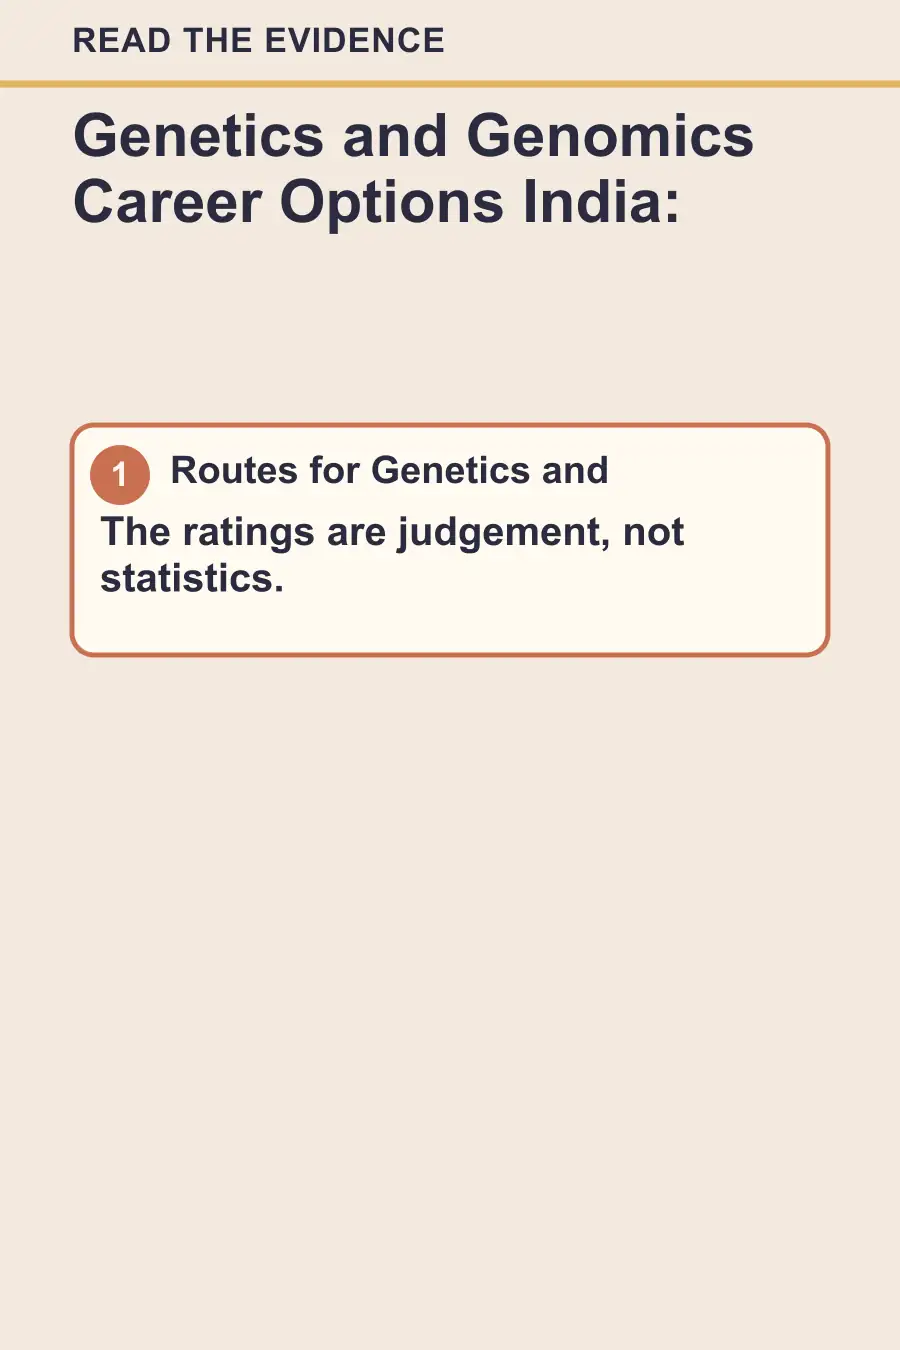 READ THE EVIDENCE
Genetics and Genomics
Career Options India:
1 Routes for Genetics and
The ratings are judgement, not
statistics.